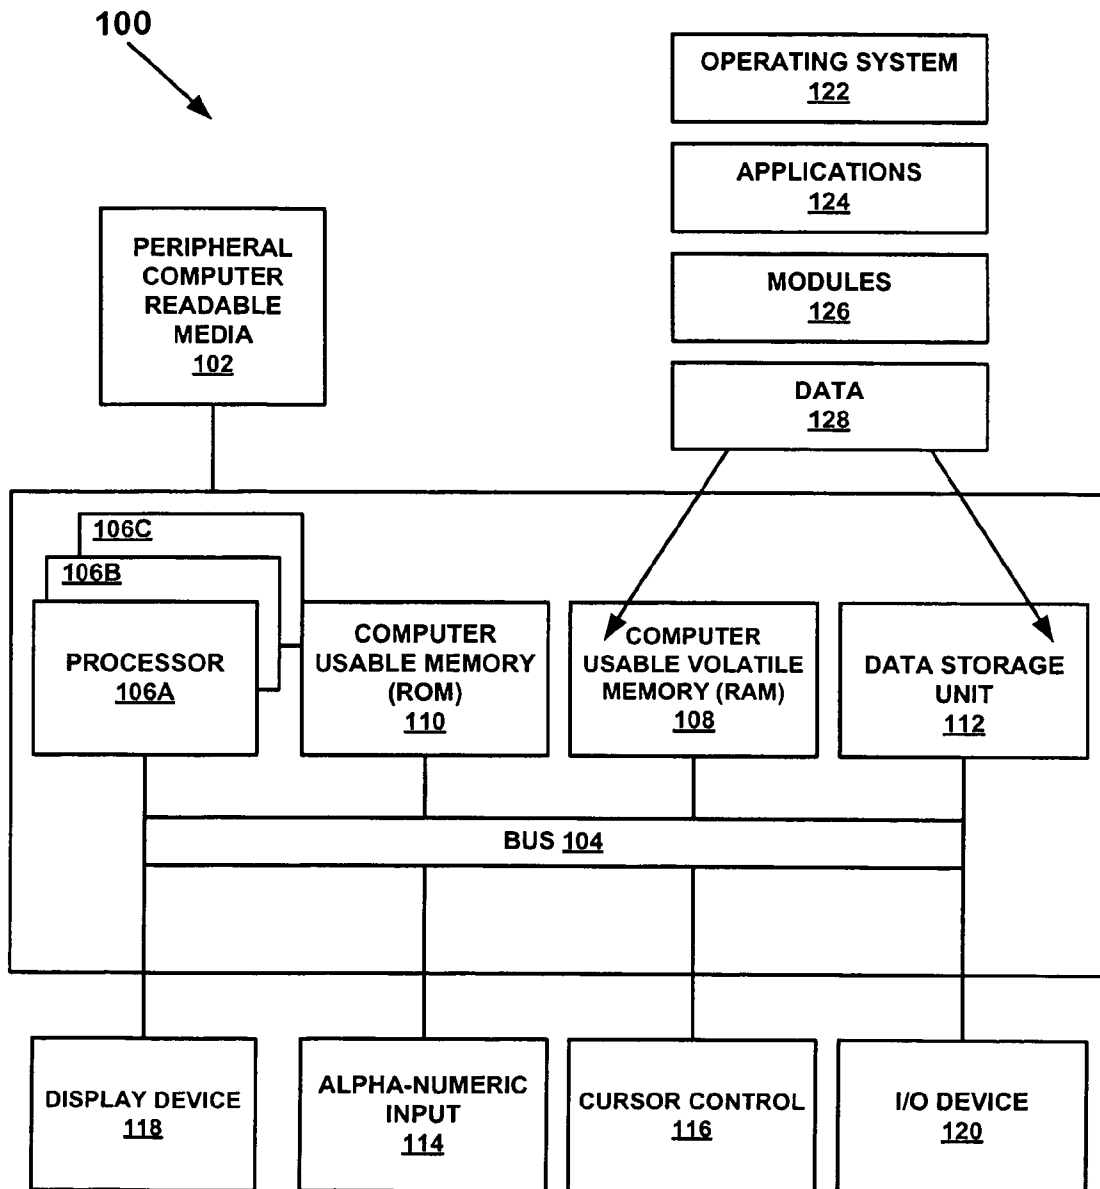 100
OPERATING SYSTEM
122
APPLICATIONS
124
MODULES
126
DATA
128
PERIPHERAL
COMPUTER
READABLE
MEDIA
102
106C
106B
PROCESSOR
106A
COMPUTER
USABLE MEMORY
(ROM)
110
COMPUTER
USABLE VOLATILE
MEMORY (RAM)
108
DATA STORAGE
UNIT
112
BUS 104
DISPLAY DEVICE
118
ALPHA-NUMERIC
INPUT
114
CURSOR CONTROL
116
I/O DEVICE
120